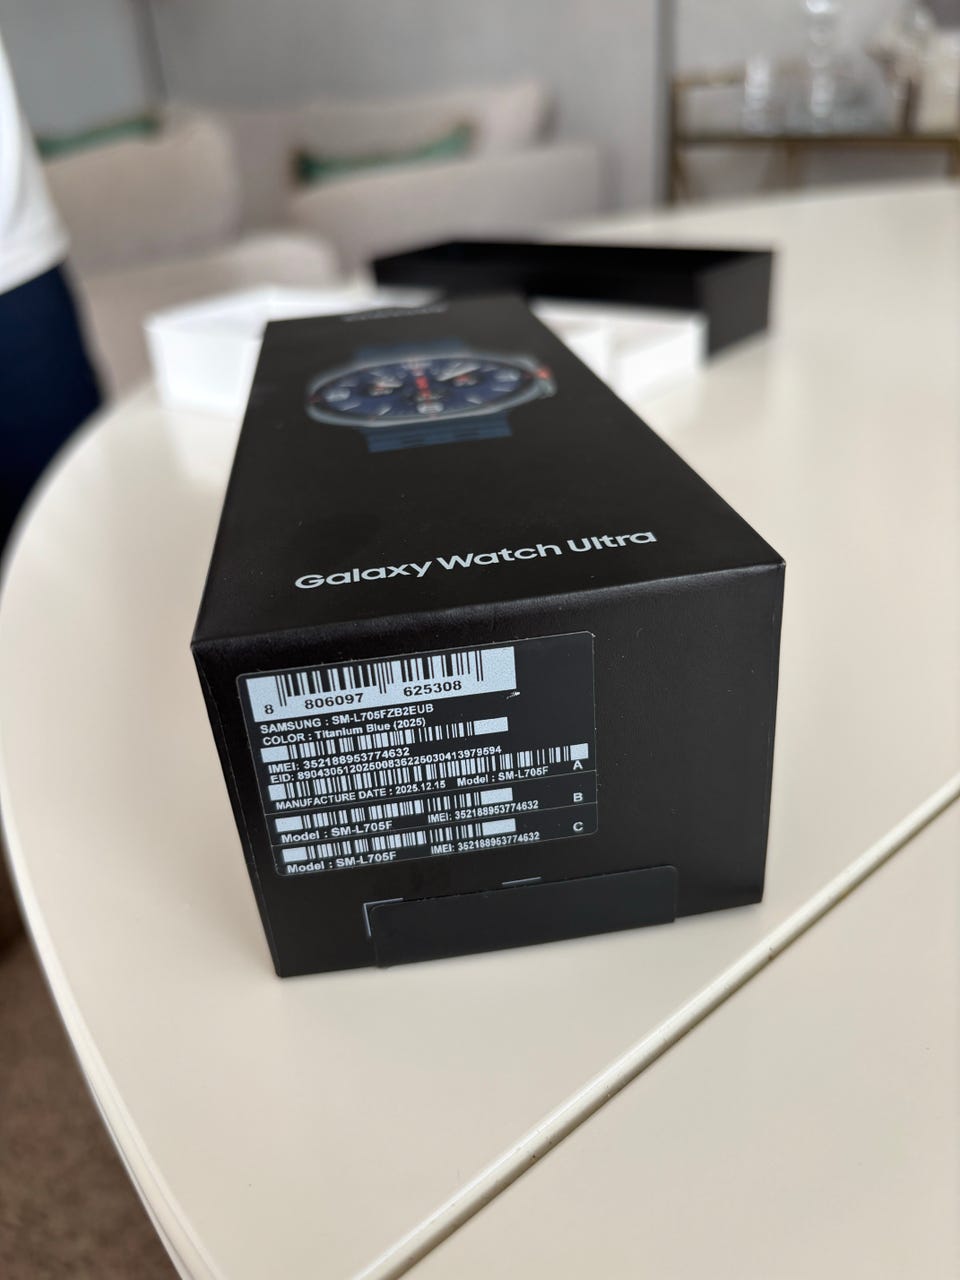 Galaxy Watch Ultra
8 806097 625308
SAMSUNG : SM-L705FZB2EUB
COLOR : Titanium Blue (2025)
IMEI: 352188953774632
EID: 89043051202500836225030413979594
MANUFACTURE DATE : 2025.12.15 Model : SM-L705F A
Model : SM-L705F IMEI: 352188953774632 B
Model : SM-L705F IMEI: 352188953774632 C